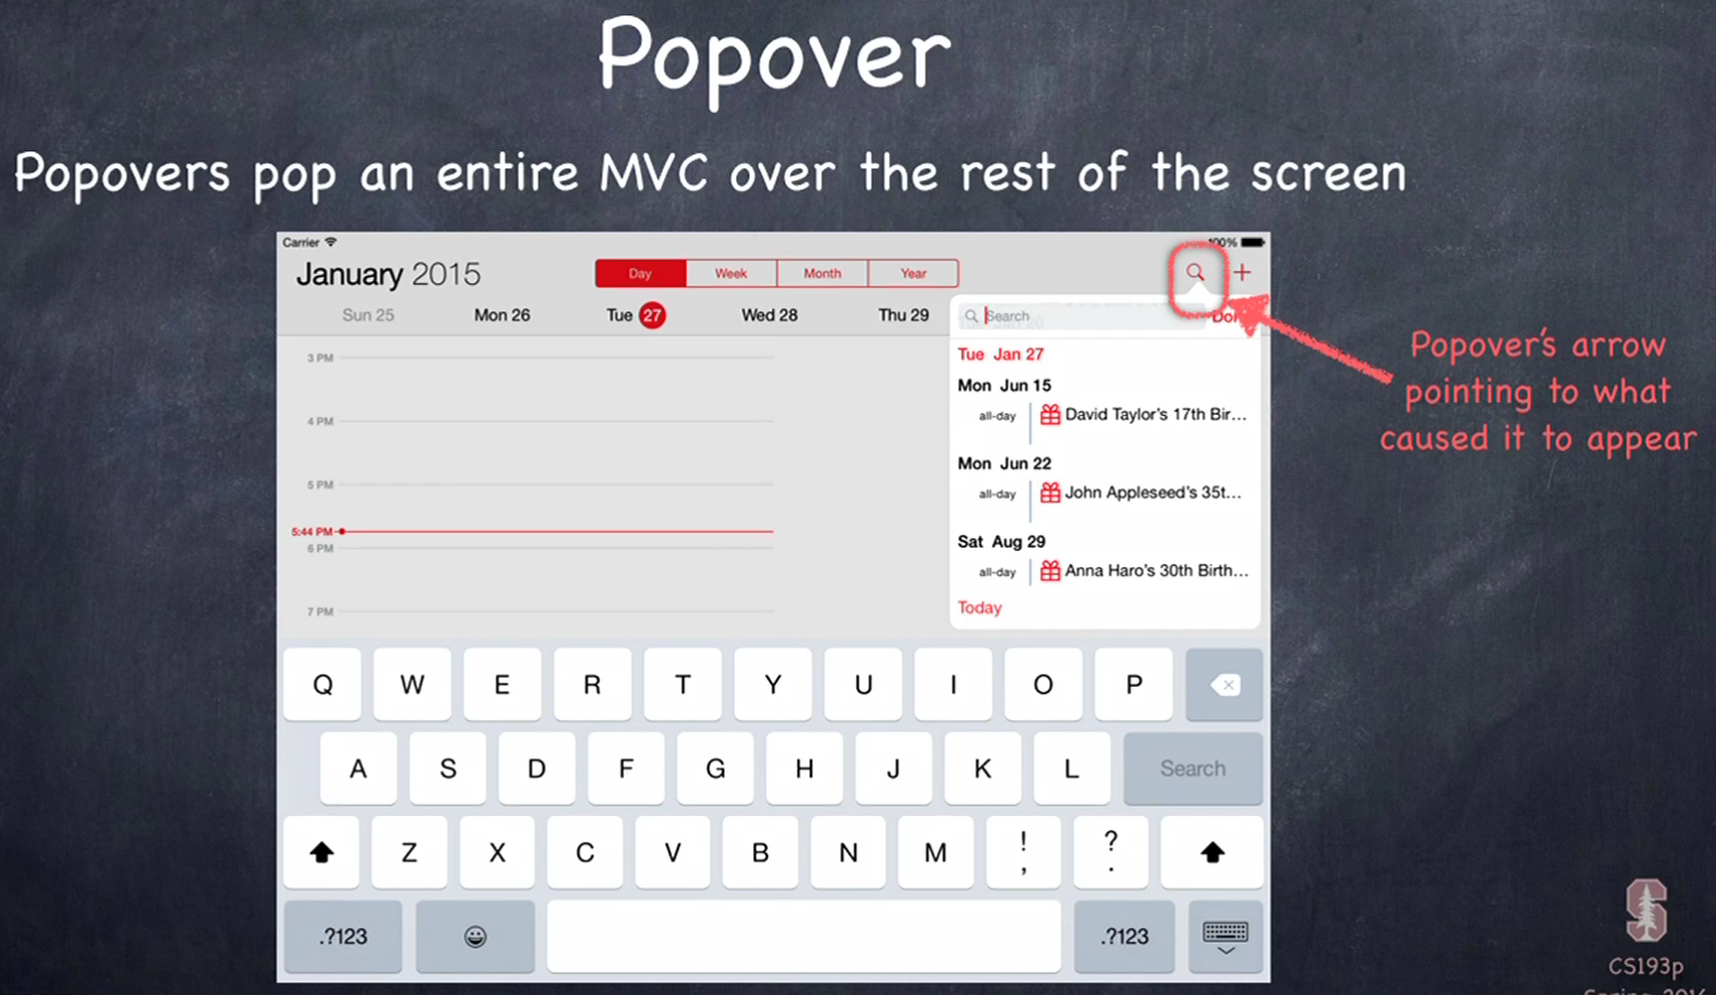 Popover
Popovers pop an entire MVC over the rest of the screen
Carrier
100%
January 2015
Day Week Month Year
Sun 25 Mon 26 Tue 27 Wed 28 Thu 29
Search
Tue Jan 27
Mon Jun 15
all-day David Taylor's 17th Bir...
Mon Jun 22
all-day John Appleseed's 35t...
Sat Aug 29
all-day Anna Haro's 30th Birth...
Today
3 PM
4 PM
5 PM
5:44 PM
6 PM
7 PM
Popover's arrow
pointing to what
caused it to appear
Q W E R T Y U I O P
A S D F G H J K L Search
Z X C V B N M ! , ? .
.?123 .?123
CS193p
Spring 2016